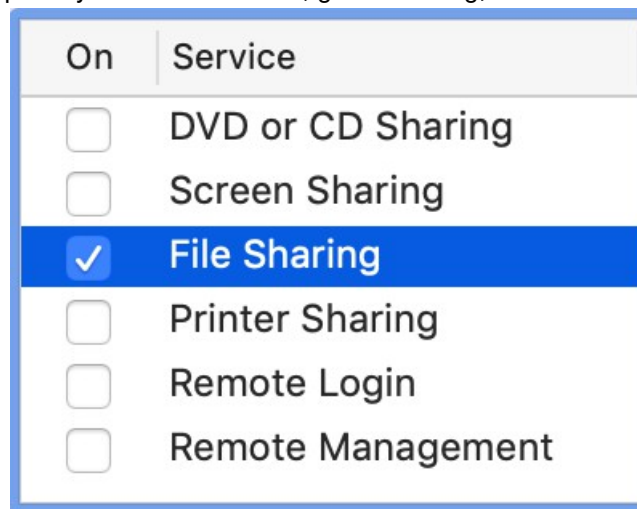 On Service
DVD or CD Sharing
Screen Sharing
File Sharing
Printer Sharing
Remote Login
Remote Management